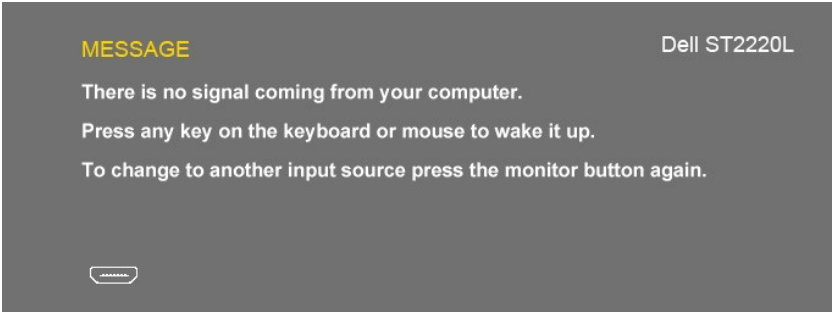 MESSAGE
Dell ST2220L
There is no signal coming from your computer.
Press any key on the keyboard or mouse to wake it up.
To change to another input source press the monitor button again.